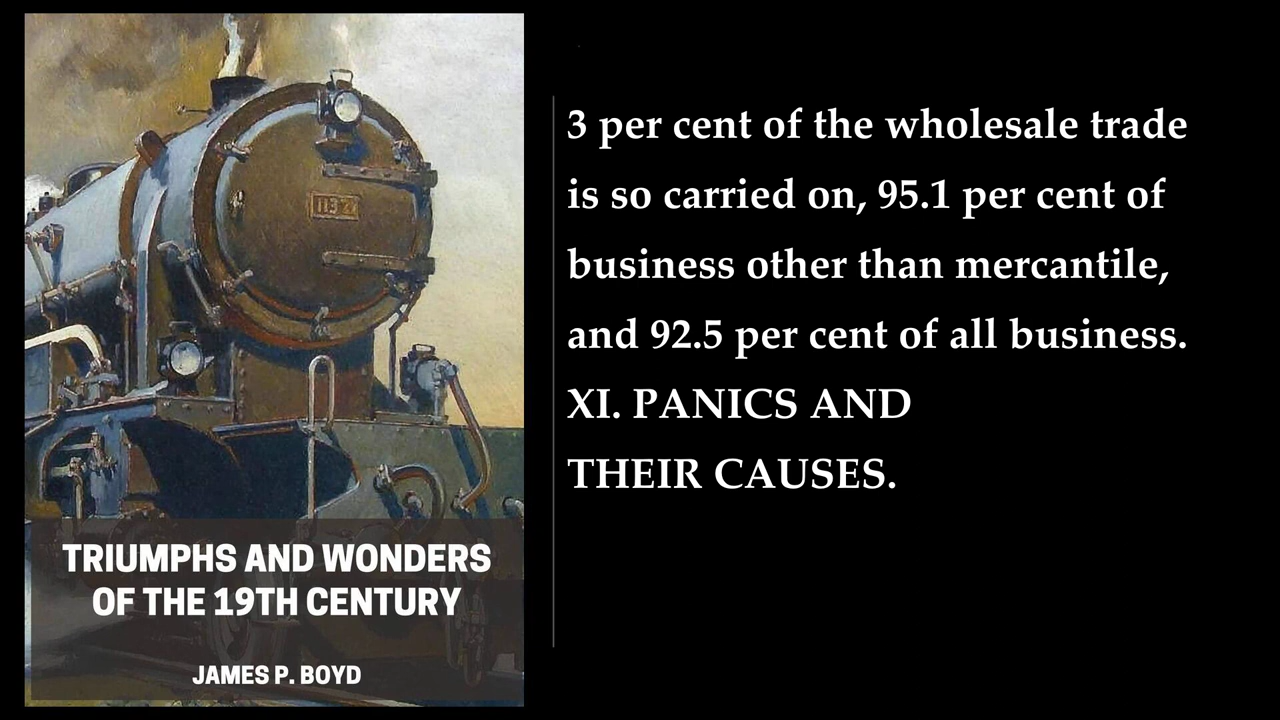 3 per cent of the wholesale trade
is so carried on, 95.1 per cent of
business other than mercantile,
and 92.5 per cent of all business.
XI. PANICS AND
THEIR CAUSES.
TRIUMPHS AND WONDERS
OF THE 19TH CENTURY
JAMES P. BOYD